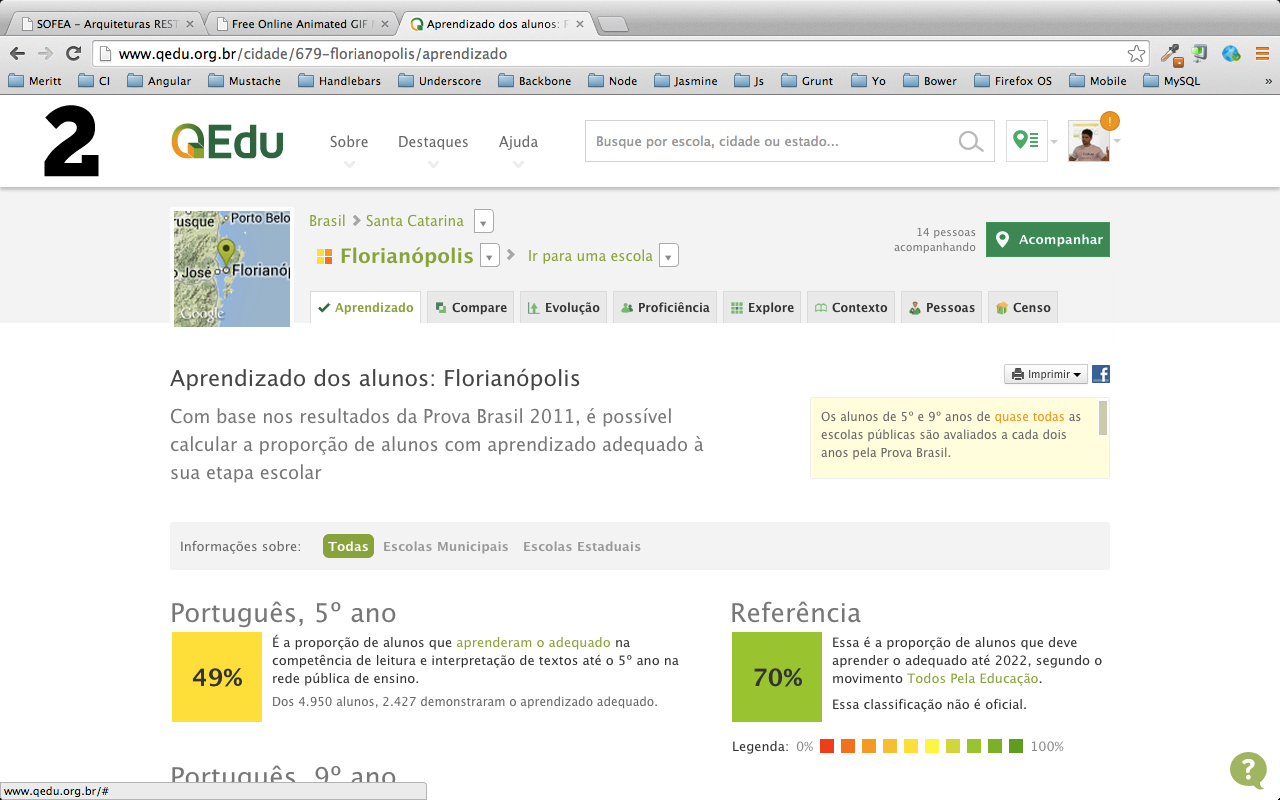 SOFEA – Arquiteturas REST
Free Online Animated GIF
Aprendizado dos alunos: F
www.qedu.org.br/cidade/679-florianopolis/aprendizado
Meritt CI Angular Mustache Handlebars Underscore Backbone Node Jasmine Js Grunt Yo Bower Firefox OS Mobile MySQL »
2
QEdu
Sobre Destaques Ajuda
Busque por escola, cidade ou estado...
!
rusque Porto Belo
o José Florianóp
Google
Brasil Santa Catarina
Florianópolis Ir para uma escola
14 pessoas
acompanhando
Acompanhar
Aprendizado Compare Evolução Proficiência Explore Contexto Pessoas Censo
Aprendizado dos alunos: Florianópolis
Imprimir f
Com base nos resultados da Prova Brasil 2011, é possível
calcular a proporção de alunos com aprendizado adequado à
sua etapa escolar
Os alunos de 5º e 9º anos de quase todas as
escolas públicas são avaliados a cada dois
anos pela Prova Brasil.
Informações sobre: Todas Escolas Municipais Escolas Estaduais
Português, 5º ano
49%
É a proporção de alunos que aprenderam o adequado na
competência de leitura e interpretação de textos até o 5º ano na
rede pública de ensino.
Dos 4.950 alunos, 2.427 demonstraram o aprendizado adequado.
Referência
70%
Essa é a proporção de alunos que deve
aprender o adequado até 2022, segundo o
movimento Todos Pela Educação.
Essa classificação não é oficial.
Legenda: 0% 100%
Português, 9º ano
?
www.qedu.org.br/#